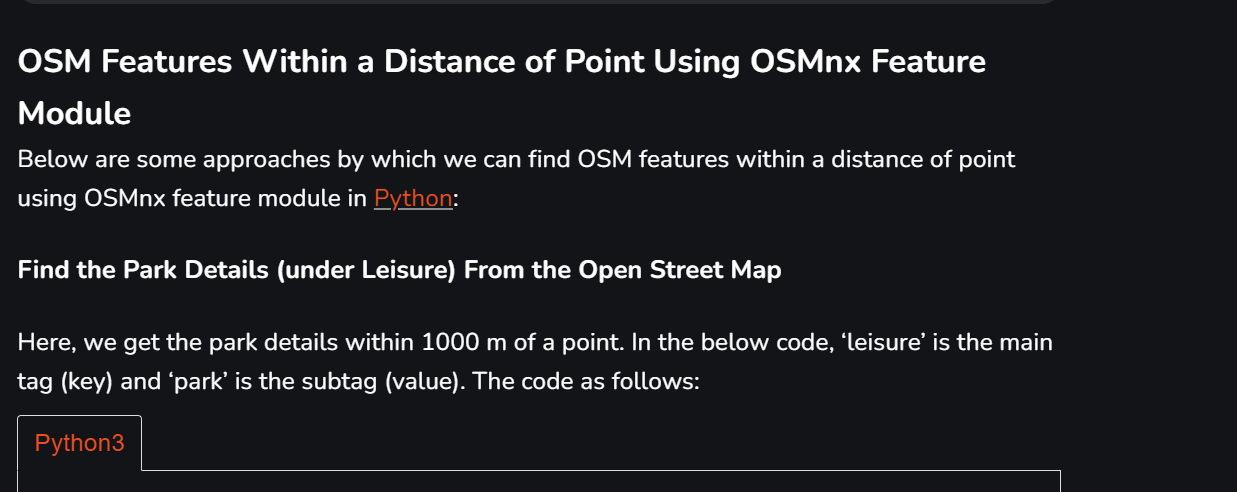 OSM Features Within a Distance of Point Using OSMnx Feature
Module
Below are some approaches by which we can find OSM features within a distance of point
using OSMnx feature module in Python:
Find the Park Details (under Leisure) From the Open Street Map
Here, we get the park details within 1000 m of a point. In the below code, ‘leisure’ is the main
tag (key) and ‘park’ is the subtag (value). The code as follows:
Python3